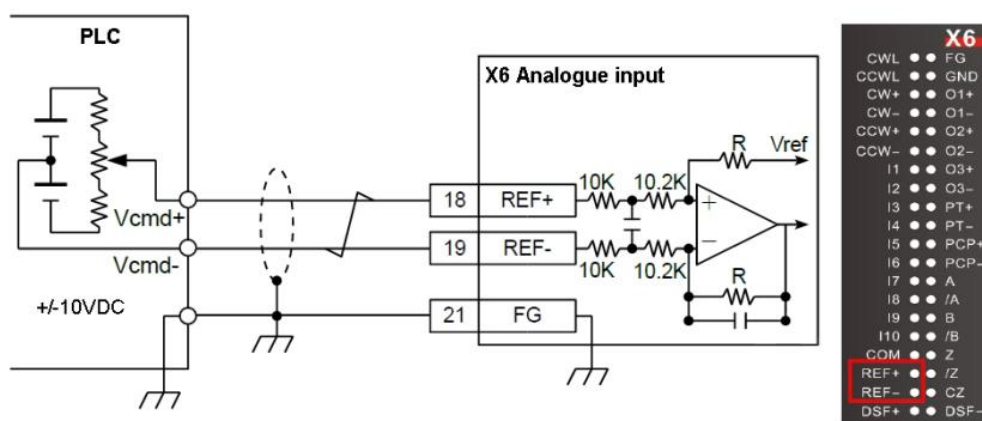 PLC
Vcmd+
Vcmd-
+/-10VDC
X6 Analogue input
R
Vref
10K
10.2K
18
REF+
+
19
REF-
−
10K
10.2K
R
21
FG
X6
CWL FG
CCWL GND
CW+ O1+
CW− O1−
CCW+ O2+
CCW− O2−
I1 O3+
I2 O3−
I3 PT+
I4 PT−
I5 PCP+
I6 PCP−
I7 A
I8 /A
I9 B
I10 /B
COM Z
REF+ /Z
REF− CZ
DSF+ DSF−